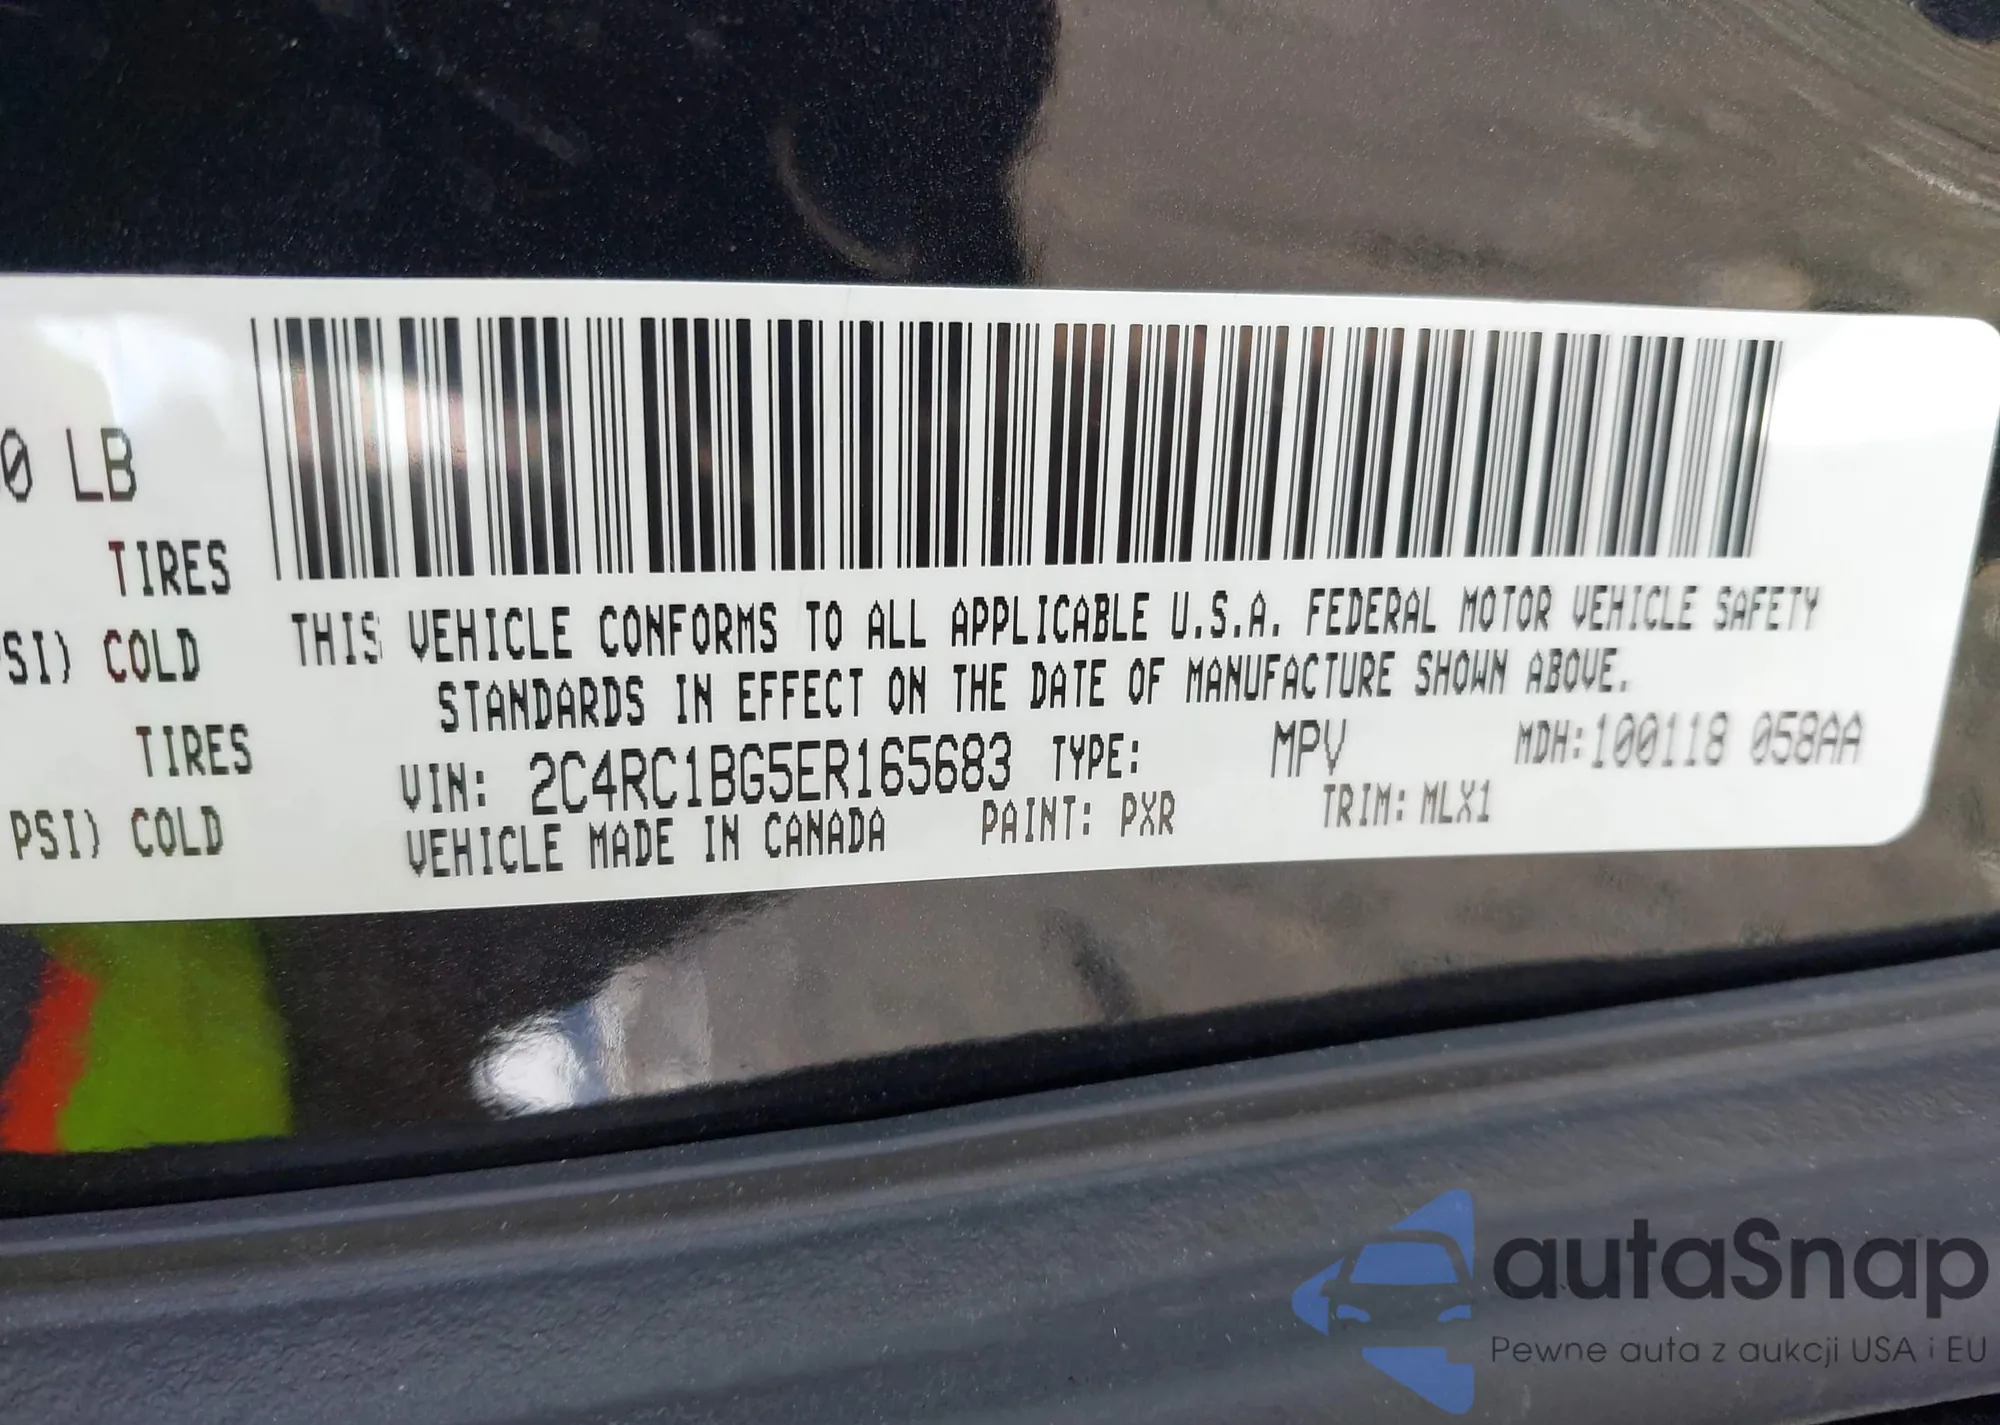 0 LB
TIRES
SI) COLD
TIRES
PSI) COLD
THIS VEHICLE CONFORMS TO ALL APPLICABLE U.S.A. FEDERAL MOTOR VEHICLE SAFETY
STANDARDS IN EFFECT ON THE DATE OF MANUFACTURE SHOWN ABOVE.
VIN: 2C4RC1BG5ER165683 TYPE: MPV MDH:100118 058AA
VEHICLE MADE IN CANADA PAINT: PXR TRIM: MLX1
autaSnap
Pewne auta z aukcji USA i EU